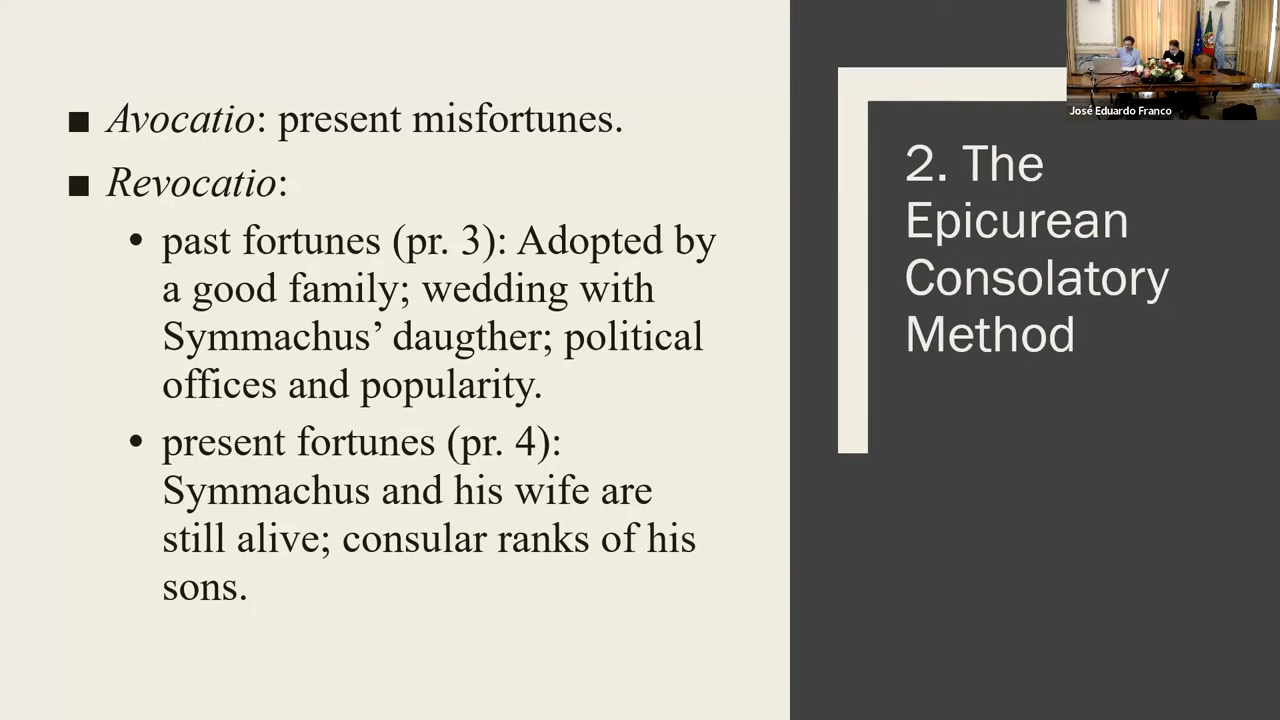 ■ Avocatio: present misfortunes.
■ Revocatio:
• past fortunes (pr. 3): Adopted by
a good family; wedding with
Symmachus’ daugther; political
offices and popularity.
• present fortunes (pr. 4):
Symmachus and his wife are
still alive; consular ranks of his
sons.
2. The
Epicurean
Consolatory
Method
José Eduardo Franco